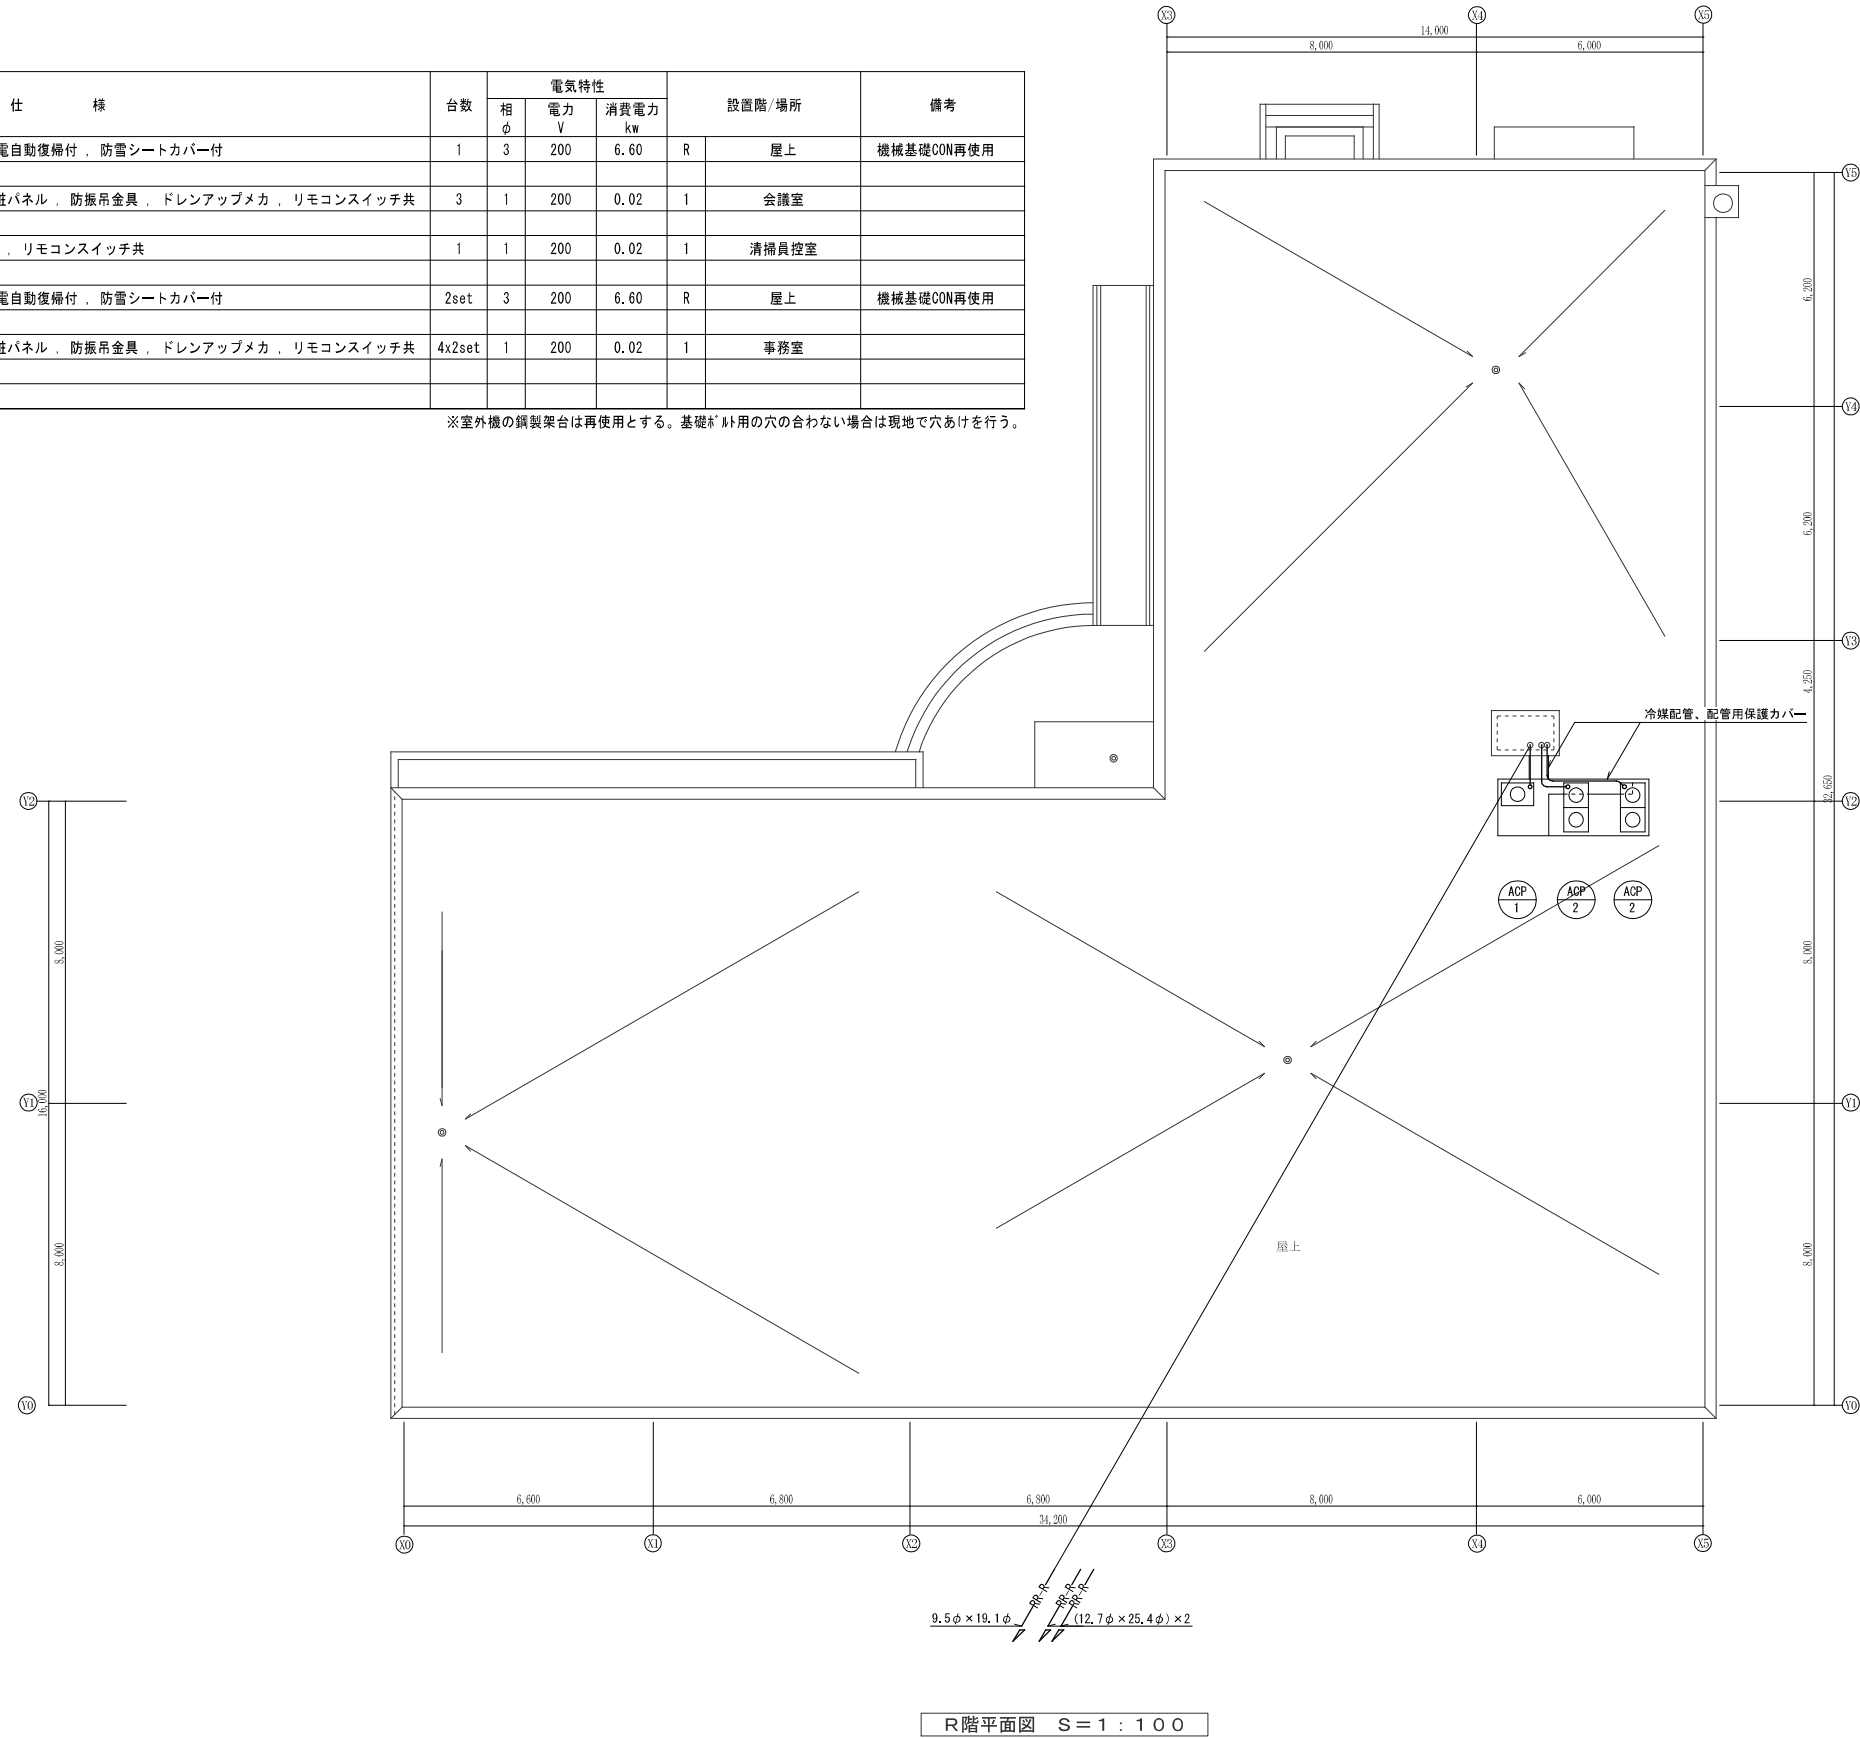 X3 X4 X5
14,000
8,000 6,000
仕 様 台数 電気特性 設置階/場所 備考
相 電力 消費電力
φ V kw
電自動復帰付 , 防雪シートカバー付 1 3 200 6.60 R 屋上 機械基礎CON再使用
粧パネル , 防振吊金具 , ドレンアップメカ , リモコンスイッチ共 3 1 200 0.02 1 会議室
, リモコンスイッチ共 1 1 200 0.02 1 清掃員控室
電自動復帰付 , 防雪シートカバー付 2set 3 200 6.60 R 屋上 機械基礎CON再使用
粧パネル , 防振吊金具 , ドレンアップメカ , リモコンスイッチ共 4x2set 1 200 0.02 1 事務室
※室外機の鋼製架台は再使用とする。基礎ボルト用の穴の合わない場合は現地で穴あけを行う。
Y5
6,200
Y4
6,200
Y3
4,250
冷媒配管、配管用保護カバー
32,650
Y2 Y2
ACP ACP ACP
1 2 2
8,000 8,000
Y1 16,000 Y1
屋上
8,000 8,000
Y0 Y0
6,600 6,800 6,800 8,000 6,000
34,200
X0 X1 X2 X3 X4 X5
RR-R RR-R RR-R
9.5φ×19.1φ (12.7φ×25.4φ)×2
R階平面図 S=1:100